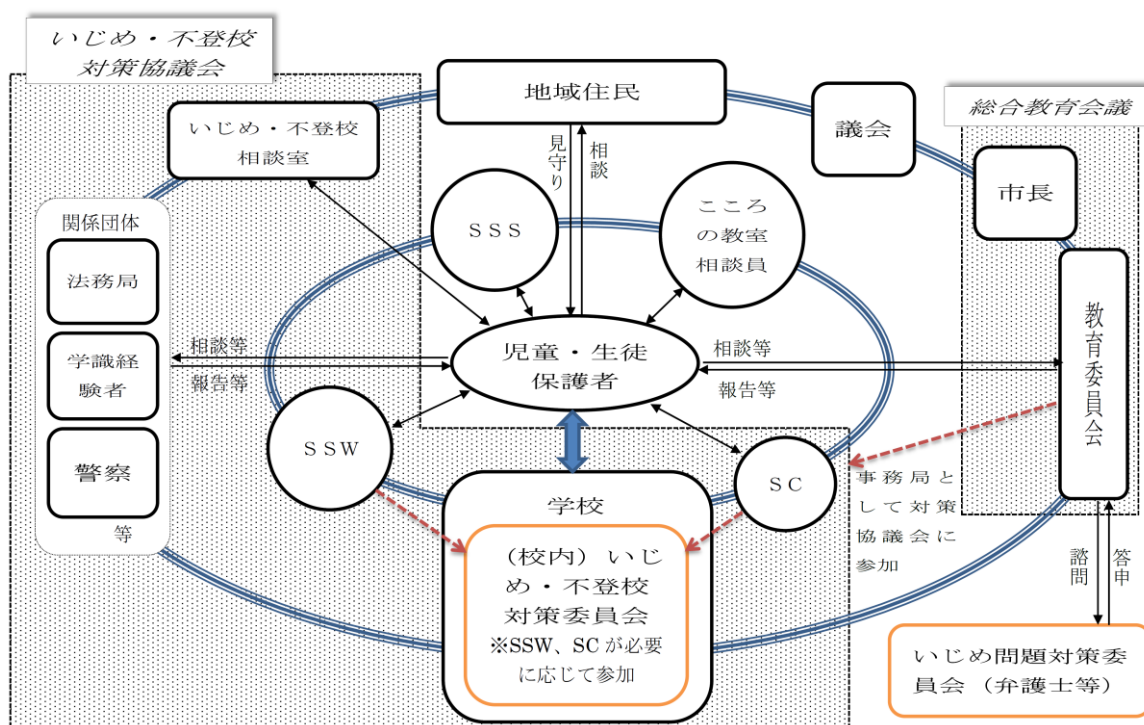 いじめ・不登校
対策協議会
地域住民
議会
総合教育会議
いじめ・不登校
相談室
見守り
相談
市長
関係団体
法務局
学識経
験者
警察
等
SSS
こころ
の教室
相談員
相談等
報告等
児童・生徒
保護者
相談等
報告等
教育委員会
SSW
SC
事務局と
して対策
協議会に
参加
学校
(校内)いじ
め・不登校
対策委員会
※SSW、SCが必要
に応じて参加
諮問
答申
いじめ問題対策委
員会(弁護士等)